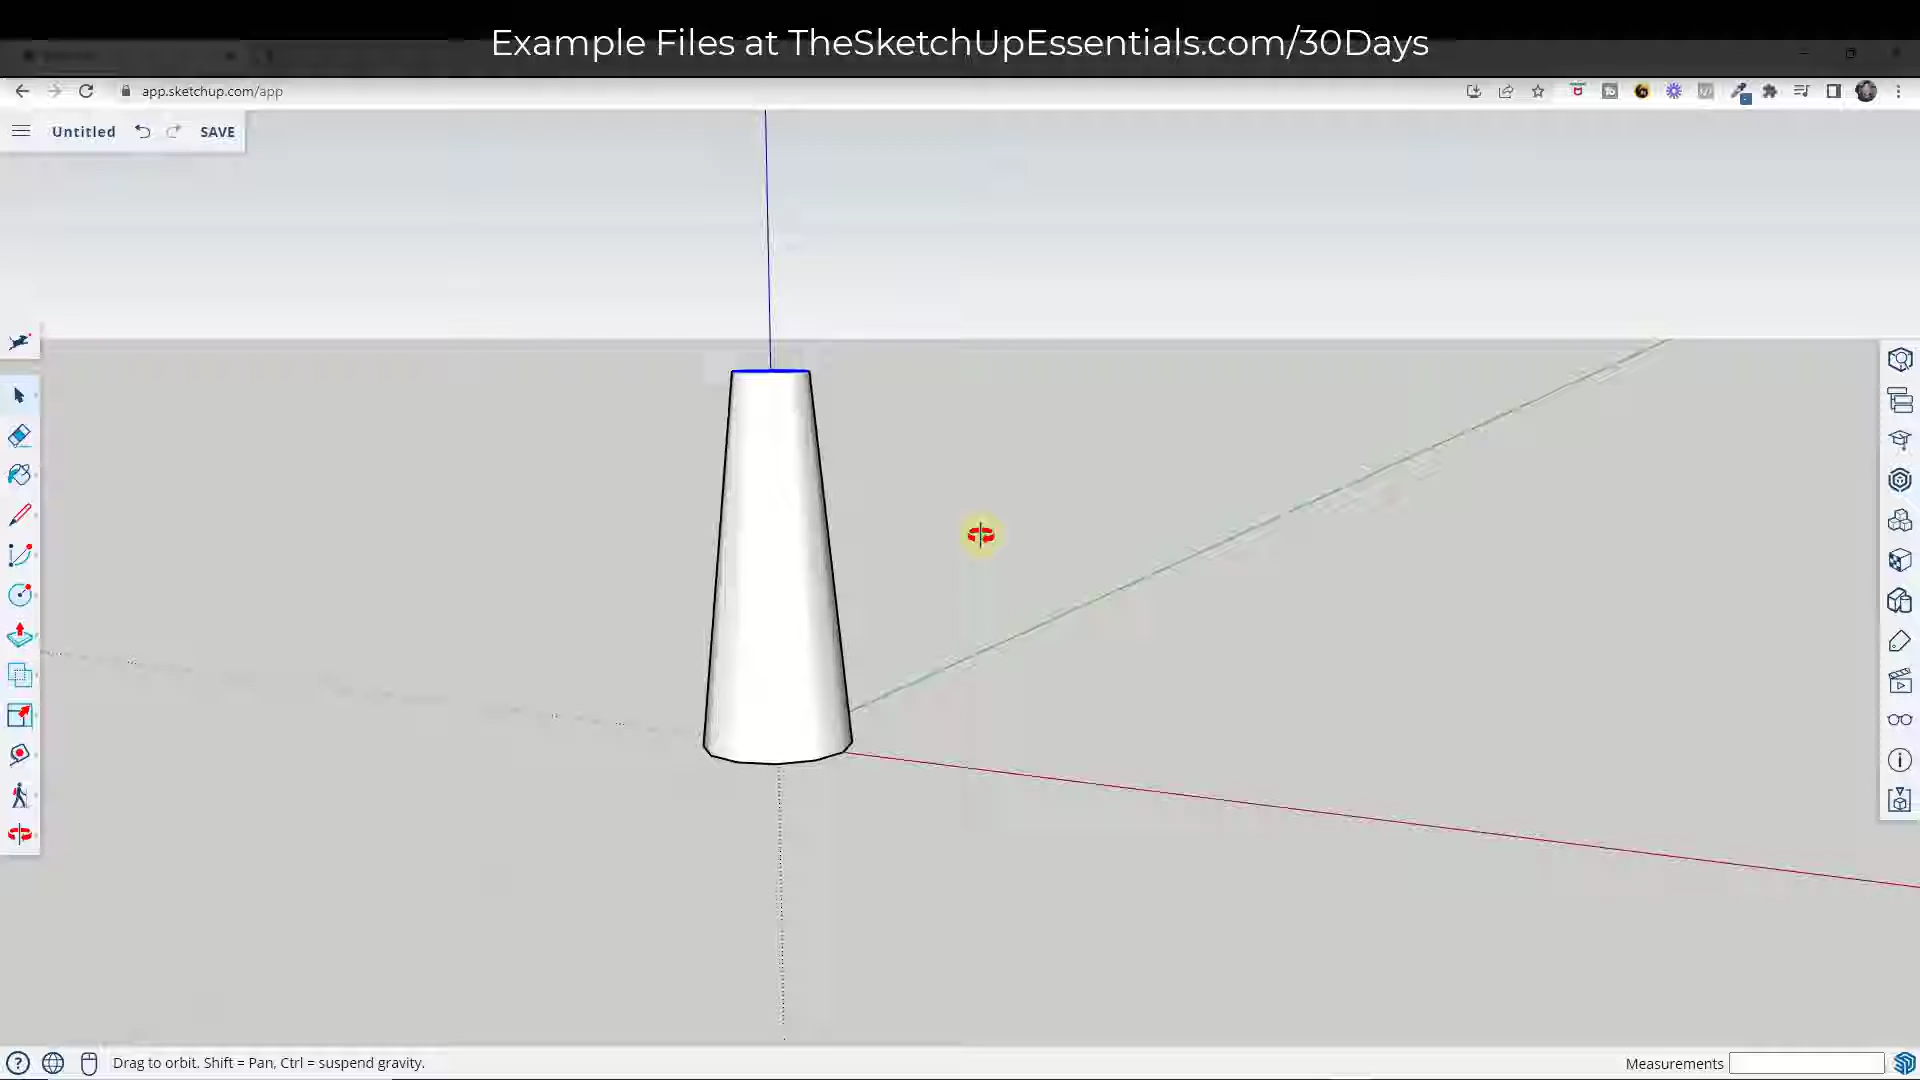 Example Files at TheSketchUpEssentials.com/30Days
app.sketchup.com/app
Untitled
SAVE
Drag to orbit. Shift = Pan, Ctrl = suspend gravity.
Measurements